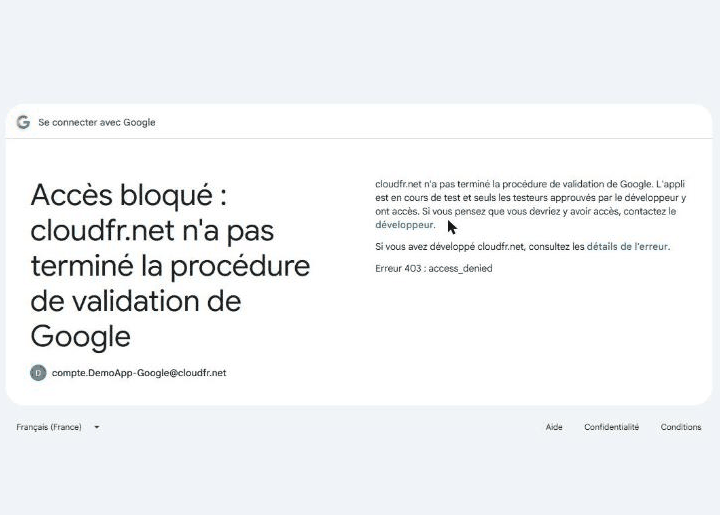 Se connecter avec Google
Accès bloqué :
cloudfr.net n'a pas
terminé la procédure
de validation de
Google
D compte.DemoApp-Google@cloudfr.net
cloudfr.net n'a pas terminé la procédure de validation de Google. L'appli
est en cours de test et seuls les testeurs approuvés par le développeur y
ont accès. Si vous pensez que vous devriez y avoir accès, contactez le
développeur.
Si vous avez développé cloudfr.net, consultez les détails de l'erreur.
Erreur 403 : access_denied
Français (France)
Aide Confidentialité Conditions